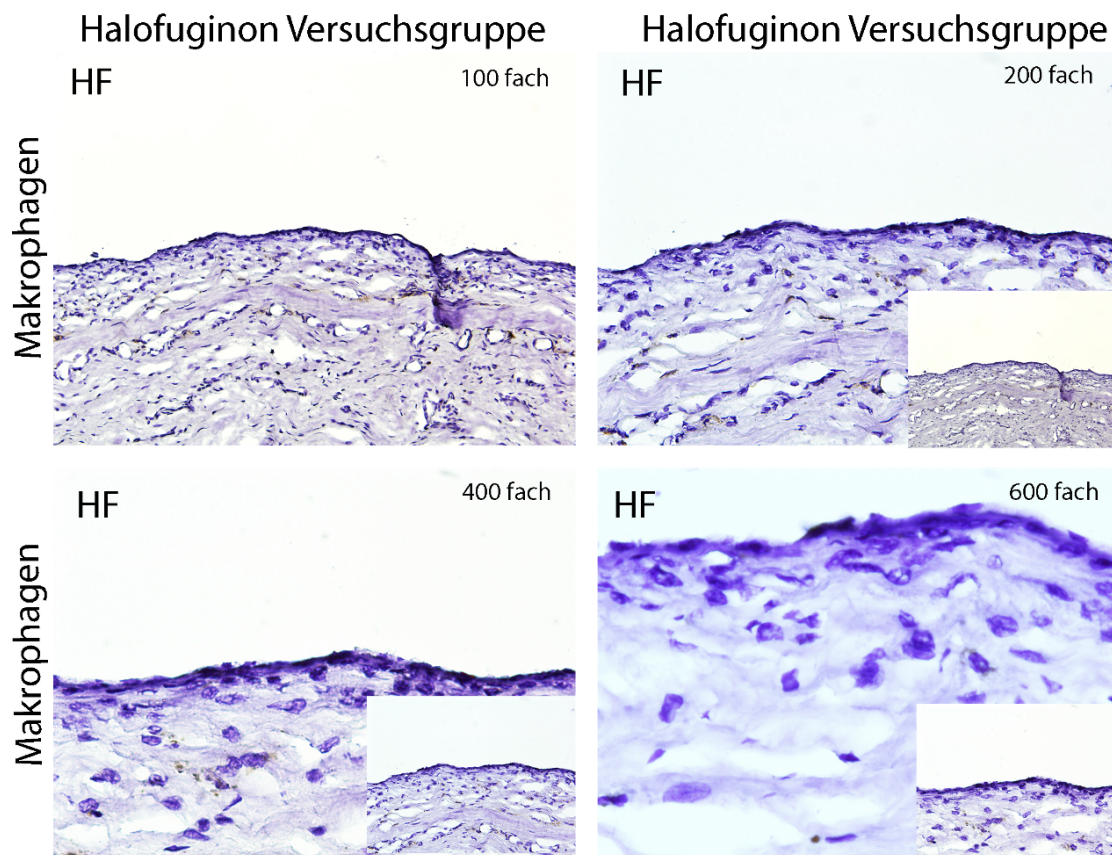 Halofuginon Versuchsgruppe
Halofuginon Versuchsgruppe
Makrophagen
HF
100 fach
HF
200 fach
Makrophagen
HF
400 fach
HF
600 fach